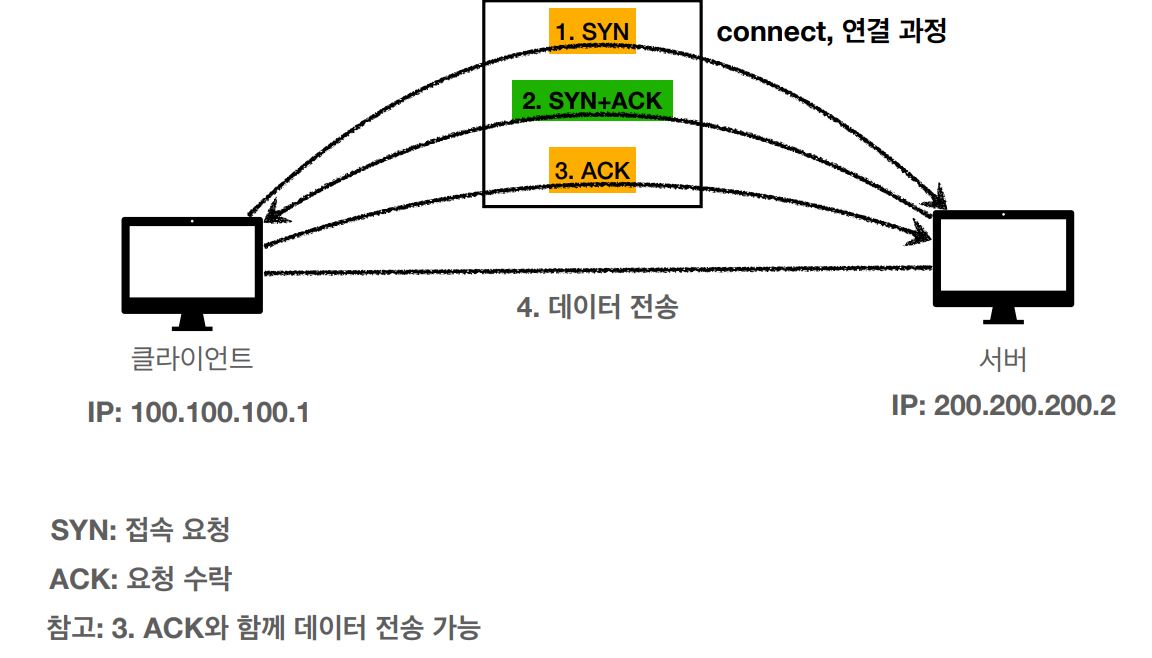 1. SYN
connect, 연결 과정
2. SYN+ACK
3. ACK
4. 데이터 전송
클라이언트
서버
IP: 100.100.100.1
IP: 200.200.200.2
SYN: 접속 요청
ACK: 요청 수락
참고: 3. ACK와 함께 데이터 전송 가능